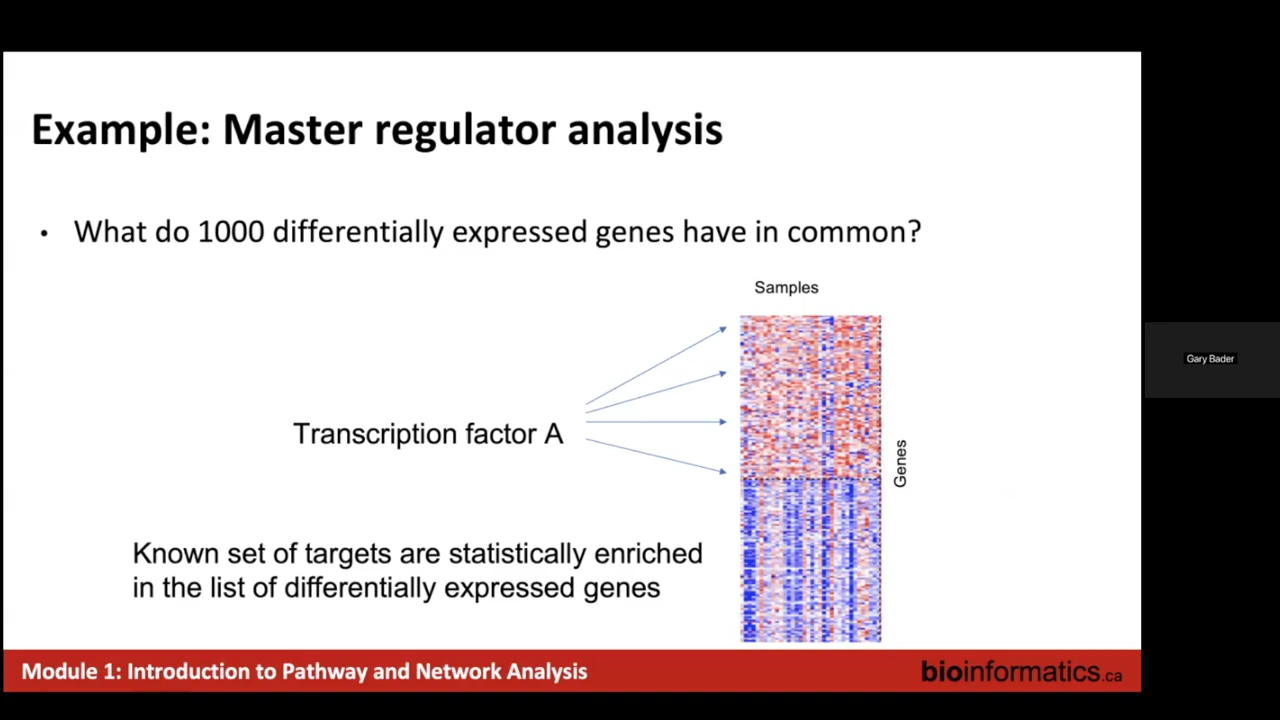 Example: Master regulator analysis
• What do 1000 differentially expressed genes have in common?
Samples
Transcription factor A
Genes
Known set of targets are statistically enriched
in the list of differentially expressed genes
Module 1: Introduction to Pathway and Network Analysis
bioinformatics.ca
Gary Bader